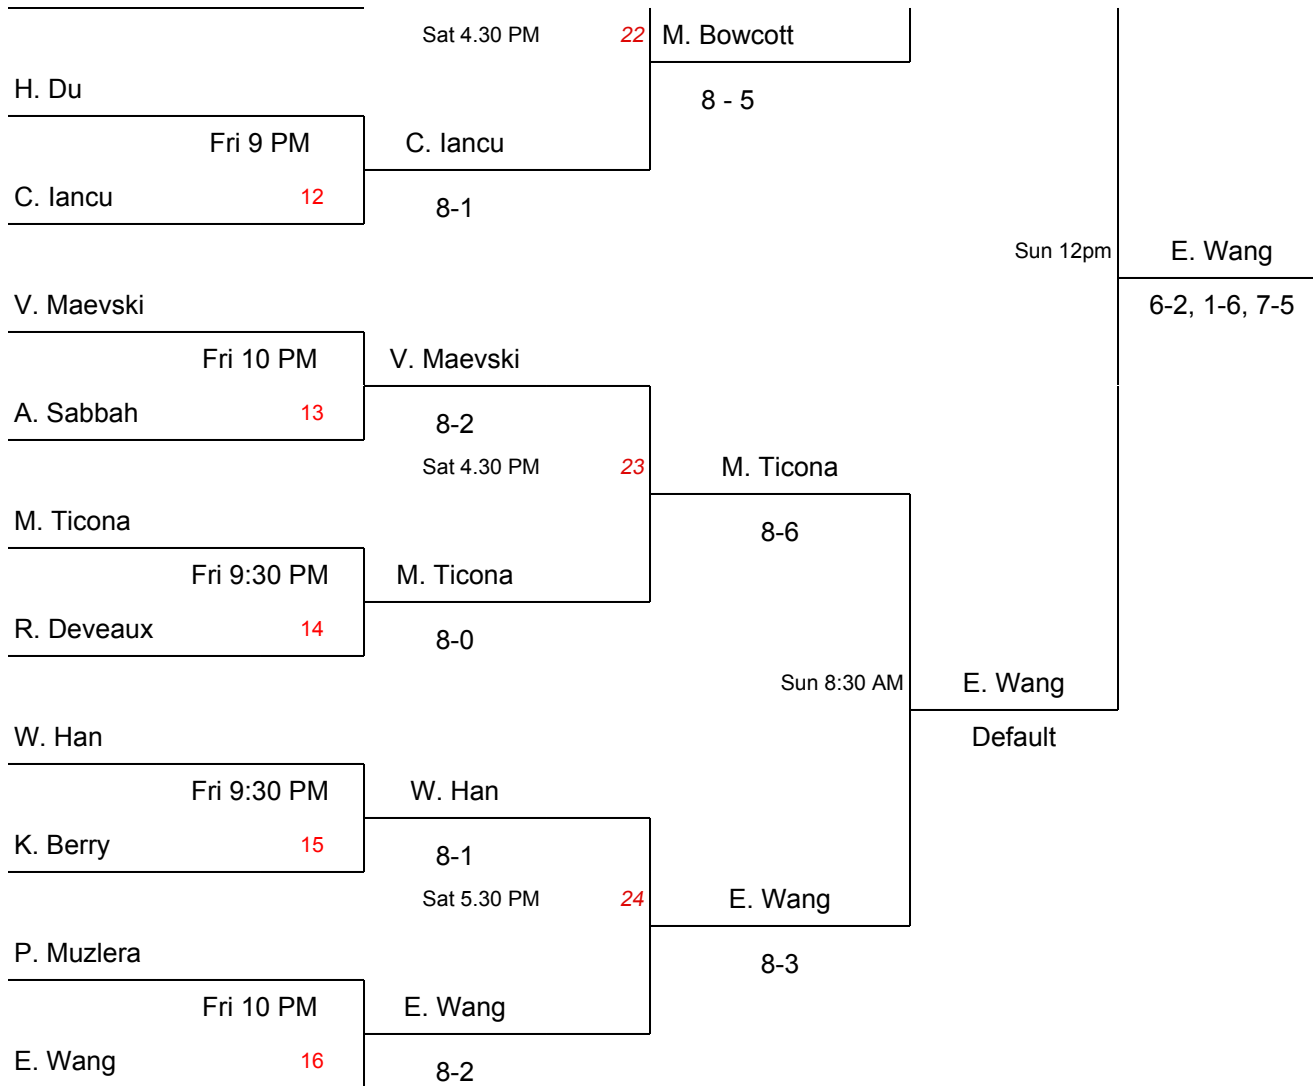 Sat 4.30 PM 22 M. Bowcott
H. Du
8 - 5
Fri 9 PM C. Iancu
C. Iancu 12
8-1
Sun 12pm E. Wang
V. Maevski 6-2, 1-6, 7-5
Fri 10 PM V. Maevski
A. Sabbah 13
8-2
Sat 4.30 PM 23 M. Ticona
M. Ticona
8-6
Fri 9:30 PM M. Ticona
R. Deveaux 14
8-0
Sun 8:30 AM E. Wang
W. Han Default
Fri 9:30 PM W. Han
K. Berry 15
8-1
Sat 5.30 PM 24 E. Wang
P. Muzlera
8-3
Fri 10 PM E. Wang
E. Wang 16
8-2